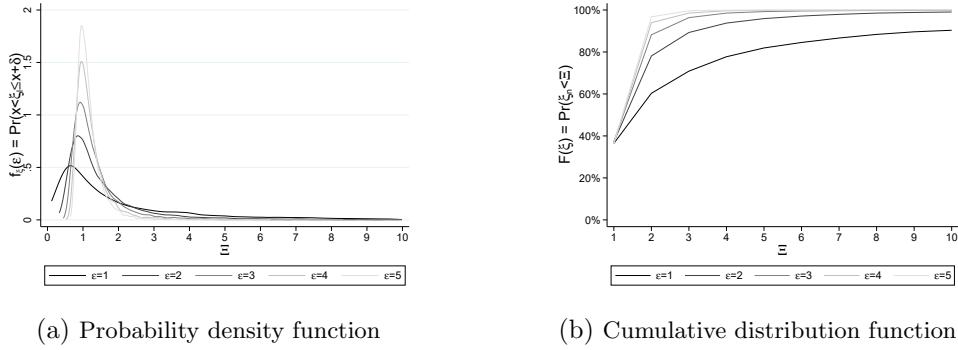 f_ξ(ε) = Pr(x<ξ≤x+δ)
2
1.5
1
.5
0
0 1 2 3 4 5 6 7 8 9 10
Ξ
ε=1 ε=2 ε=3 ε=4 ε=5
(a) Probability density function
F(ξ) = Pr(ξ_n<Ξ)
100%
80%
60%
40%
20%
0%
1 2 3 4 5 6 7 8 9 10
Ξ
ε=1 ε=2 ε=3 ε=4 ε=5
(b) Cumulative distribution function